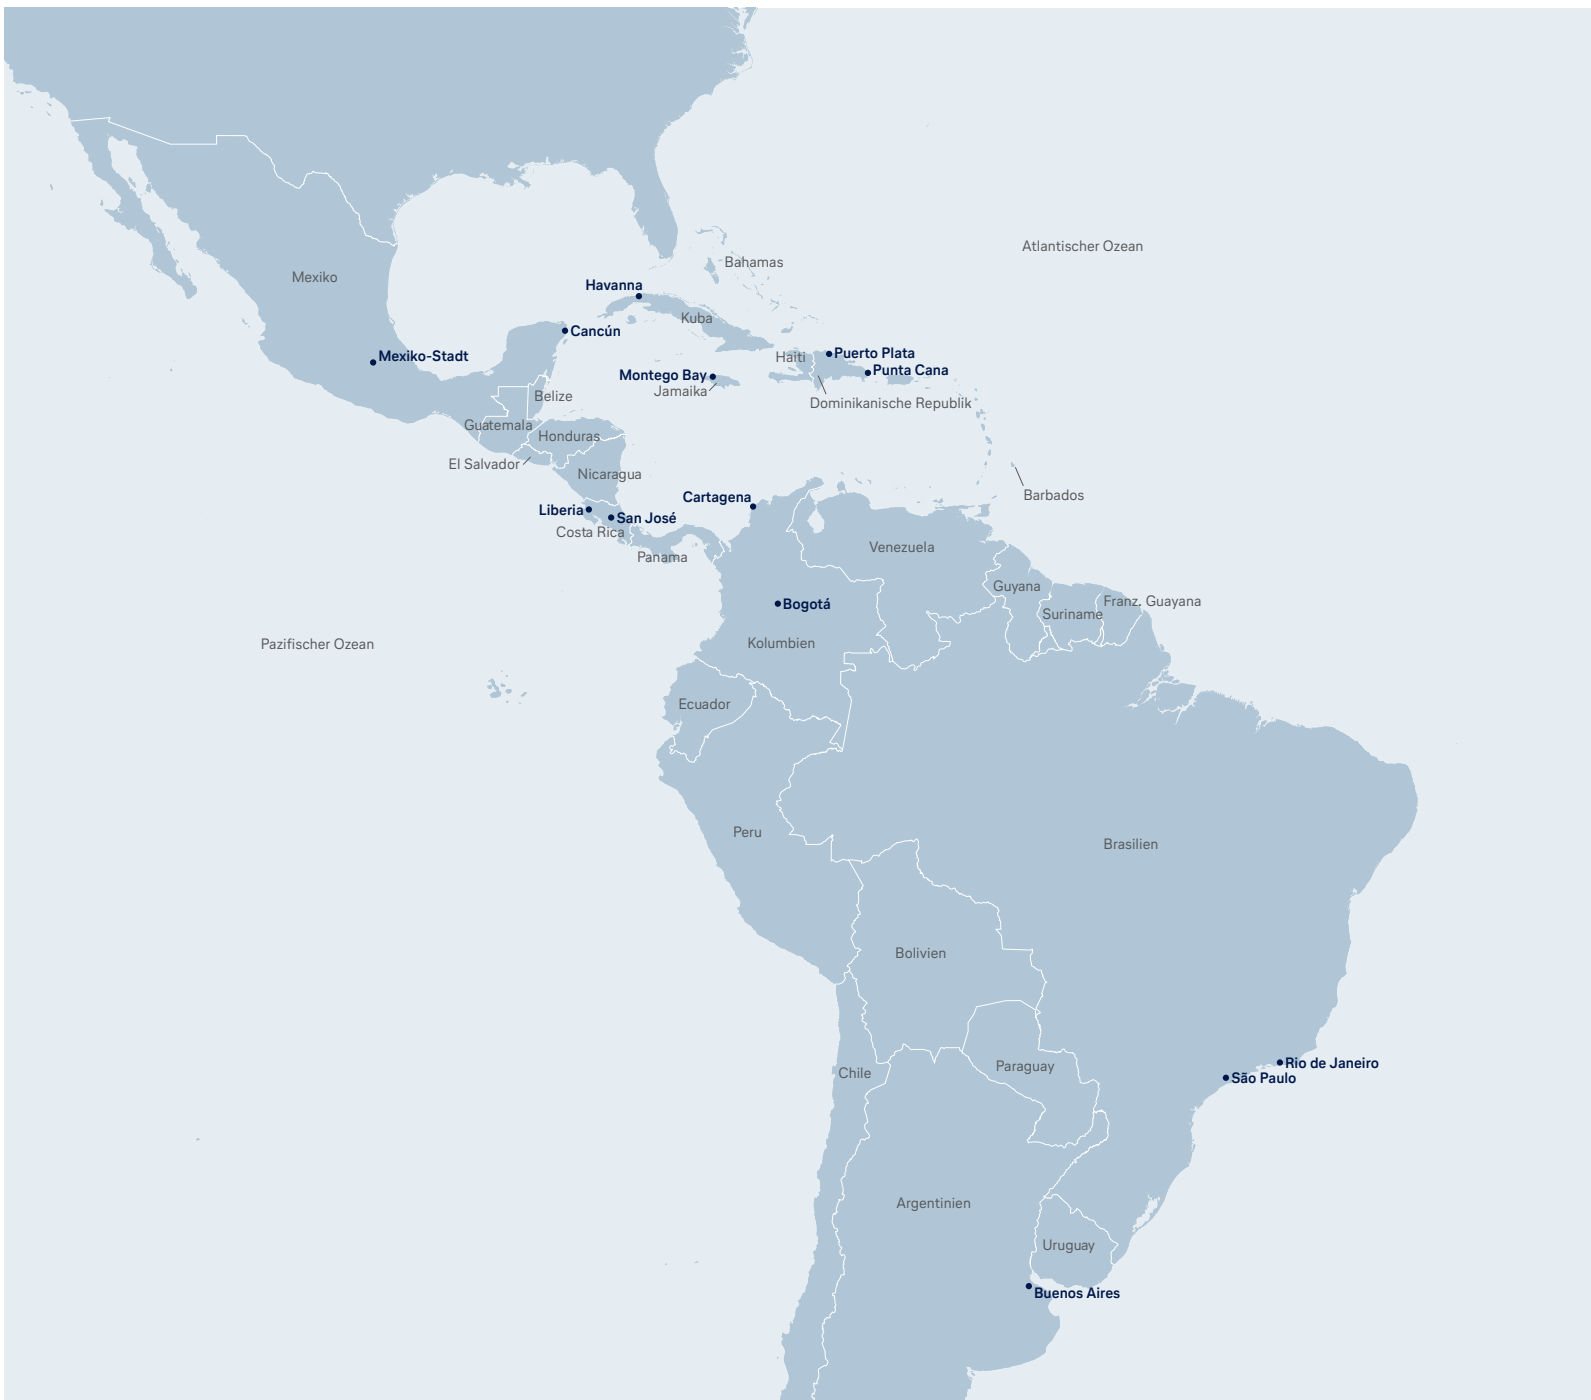 Atlantischer Ozean
Bahamas
Mexiko
Havanna
Kuba
Cancún
Mexiko-Stadt
Haiti
Puerto Plata
Punta Cana
Montego Bay
Jamaika
Dominikanische Republik
Belize
Guatemala
Honduras
El Salvador
Nicaragua
Barbados
Cartagena
Liberia
San José
Costa Rica
Panama
Venezuela
Guyana
Franz. Guayana
Suriname
Bogotá
Kolumbien
Pazifischer Ozean
Ecuador
Peru
Brasilien
Bolivien
Rio de Janeiro
Paraguay
Chile
São Paulo
Argentinien
Uruguay
Buenos Aires